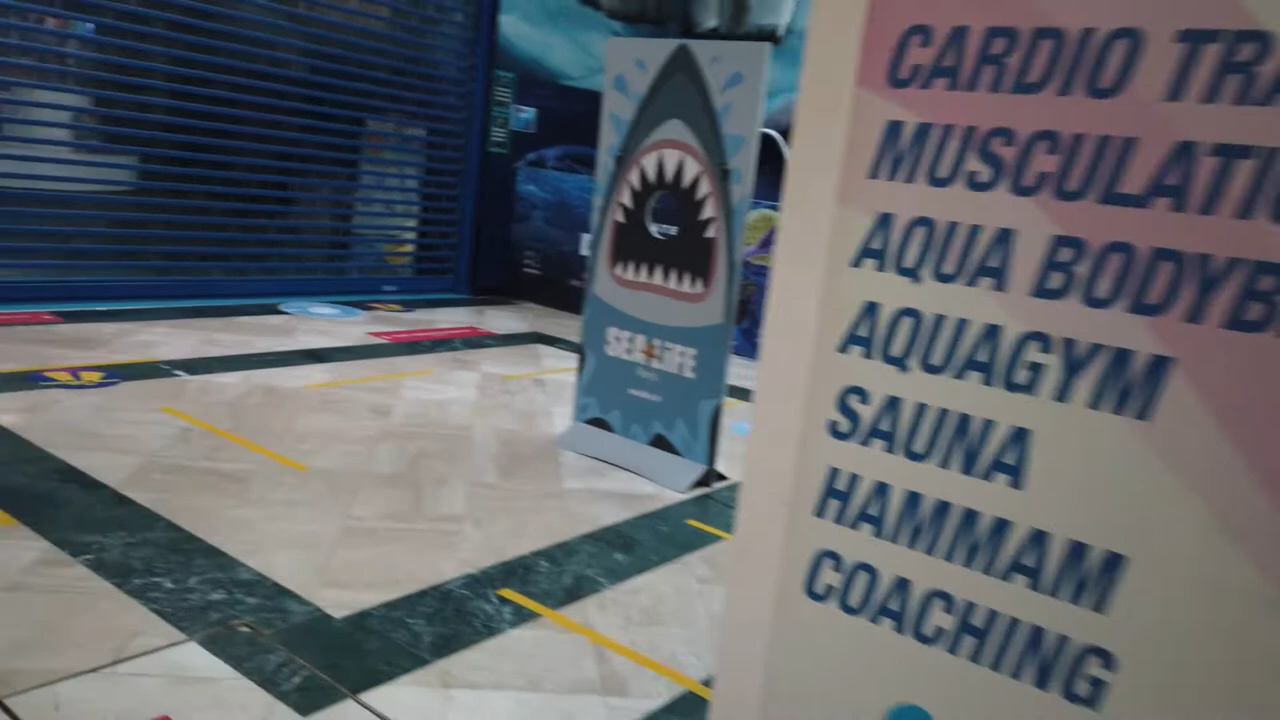 SEA LIFE
CARDIO TRA
MUSCULATI
AQUA BODYB
AQUAGYM
SAUNA
HAMMAM
COACHING